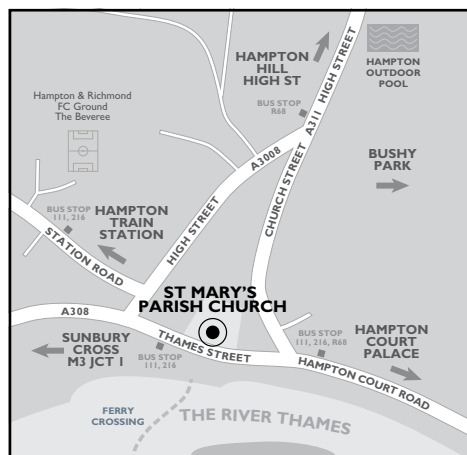 HAMPTON
HILL
HIGH ST
HAMPTON
OUTDOOR
POOL
A311 HIGH STREET
BUS STOP
R68
Hampton & Richmond
FC Ground
The Beveree
A3008
HIGH STREET
CHURCH STREET
BUSHY
PARK
BUS STOP
111, 216
HAMPTON
TRAIN
STATION
STATION ROAD
ST MARY'S
PARISH CHURCH
A308
THAMES STREET
SUNBURY
CROSS
M3 JCT 1
BUS STOP
111, 216
BUS STOP
111, 216, R68
HAMPTON
COURT
PALACE
HAMPTON COURT ROAD
FERRY
CROSSING
THE RIVER THAMES